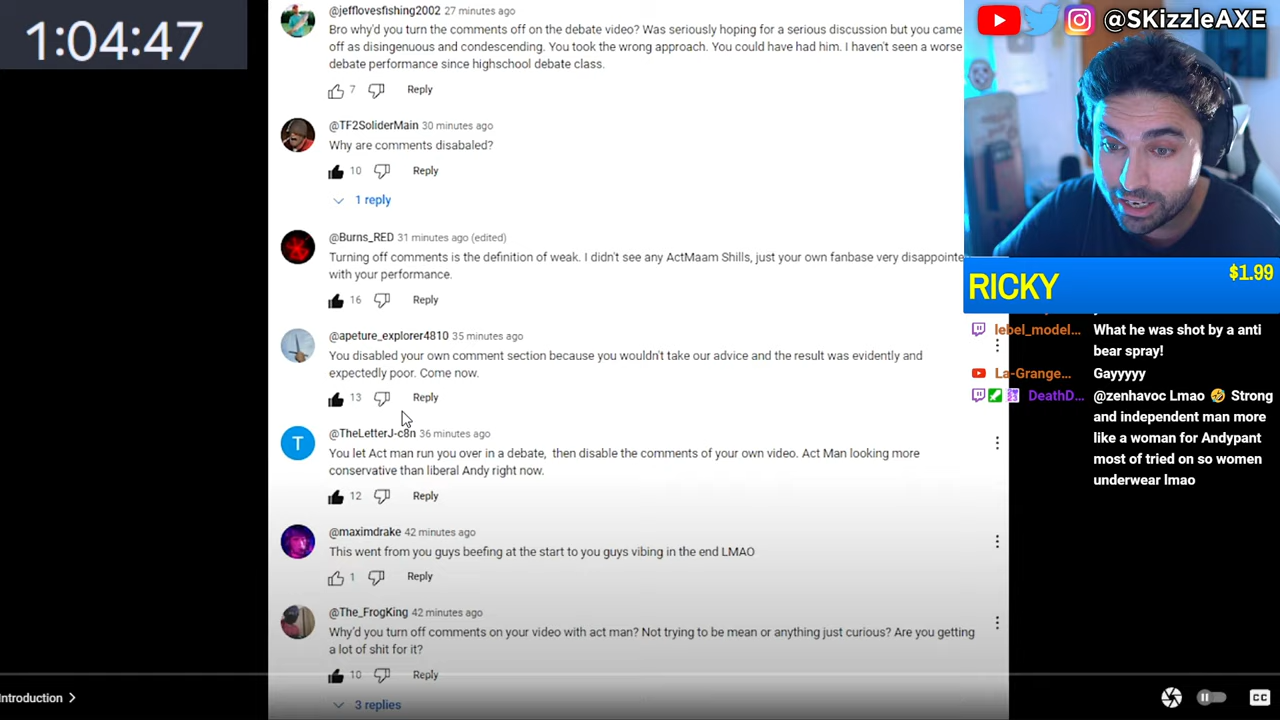 1:04:47
@jefflovesfishing2002 27 minutes ago
Bro why'd you turn the comments off on the debate video? Was seriously hoping for a serious discussion but you came
off as disingenuous and condescending. You took the wrong approach. You could have had him. I haven't seen a worse
debate performance since highschool debate class.
7 Reply
@TF2SoliderMain 30 minutes ago
Why are comments disabaled?
10 Reply
1 reply
@Burns_RED 31 minutes ago (edited)
Turning off comments is the definition of weak. I didn't see any ActMaam Shills, just your own fanbase very disappointe
with your performance.
16 Reply
@apeture_explorer4810 35 minutes ago
You disabled your own comment section because you wouldn't take our advice and the result was evidently and
expectedly poor. Come now.
13 Reply
T
@TheLetterJ-c8n 36 minutes ago
You let Act man run you over in a debate, then disable the comments of your own video. Act Man looking more
conservative than liberal Andy right now.
12 Reply
@maximdrake 42 minutes ago
This went from you guys beefing at the start to you guys vibing in the end LMAO
1 Reply
@The_FrogKing 42 minutes ago
Why'd you turn off comments on your video with act man? Not trying to be mean or anything just curious? Are you getting
a lot of shit for it?
10 Reply
3 replies
Introduction
CC
@SKizzleAXE
RICKY $1.99
lebel_model... What he was shot by a anti
bear spray!
La-Grange... Gayyyyy
DeathD... @zenhavoc Lmao 🤣 Strong
and independent man more
like a woman for Andypant
most of tried on so women
underwear lmao